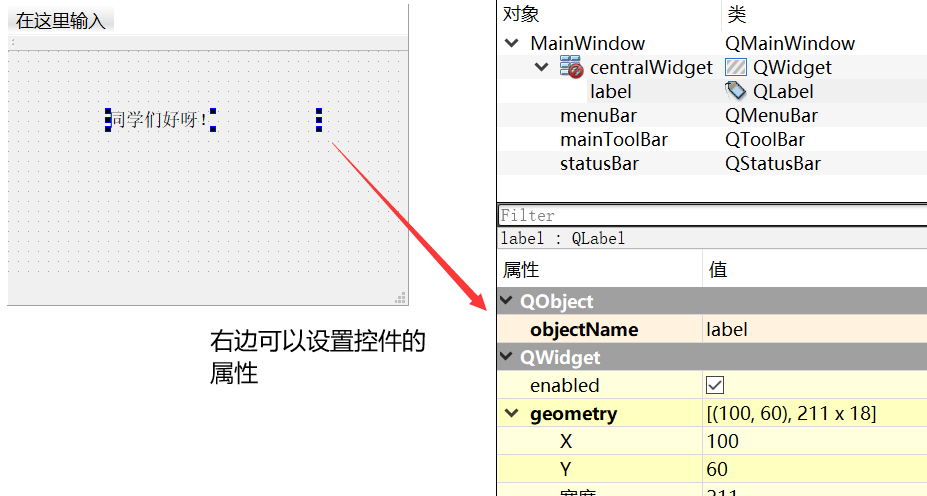 在这里输入
同学们好呀！
右边可以设置控件的
属性
对象 类
MainWindow QMainWindow
centralWidget QWidget
label QLabel
menuBar QMenuBar
mainToolBar QToolBar
statusBar QStatusBar
Filter
label : QLabel
属性 值
QObject
objectName label
QWidget
enabled
geometry [(100, 60), 211 x 18]
X 100
Y 60
宽度 211